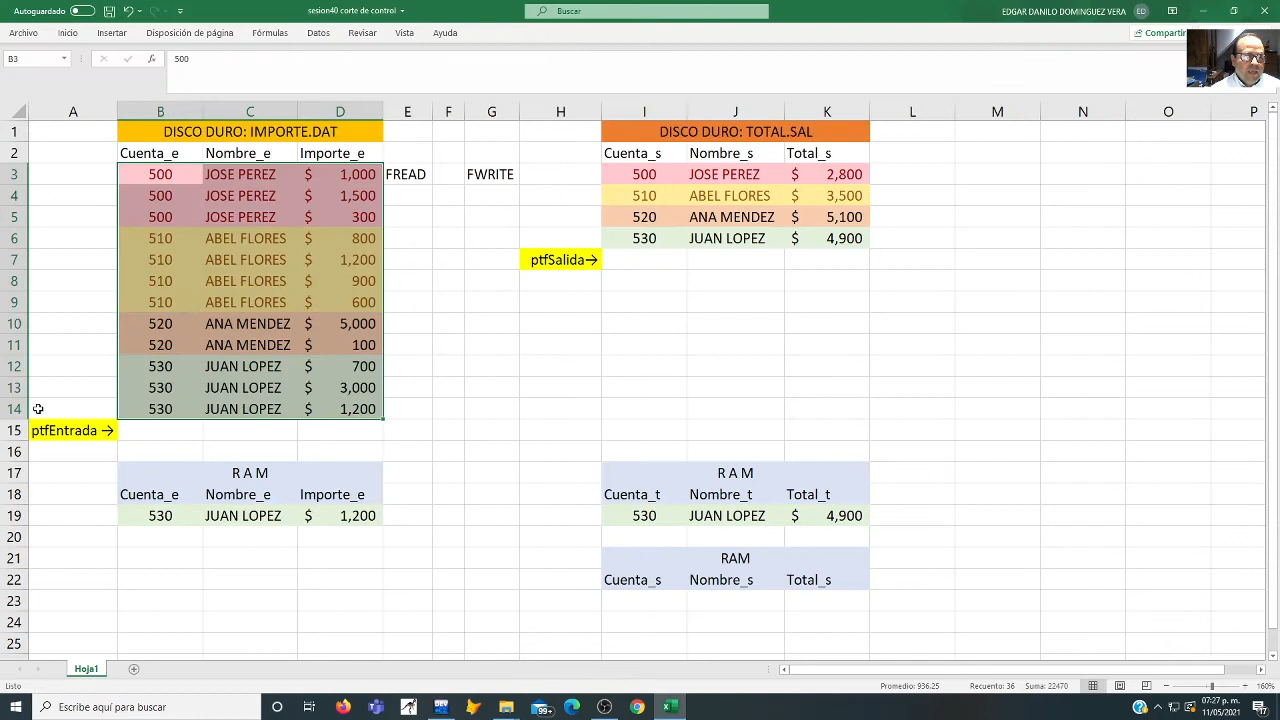 Autoguardado
sesion40 corte de control
Buscar
EDGAR DANILO DOMINGUEZ VERA
ED
Archivo Inicio Insertar Disposición de página Fórmulas Datos Revisar Vista Ayuda
Compartir
B3
fx
500
A B C D E F G H I J K L M N O P
1 DISCO DURO: IMPORTE.DAT DISCO DURO: TOTAL.SAL
2 Cuenta_e Nombre_e Importe_e Cuenta_s Nombre_s Total_s
3 500 JOSE PEREZ $ 1,000 FREAD FWRITE 500 JOSE PEREZ $ 2,800
4 500 JOSE PEREZ $ 1,500 510 ABEL FLORES $ 3,500
5 500 JOSE PEREZ $ 300 520 ANA MENDEZ $ 5,100
6 510 ABEL FLORES $ 800 530 JUAN LOPEZ $ 4,900
7 510 ABEL FLORES $ 1,200 ptfSalida→
8 510 ABEL FLORES $ 900
9 510 ABEL FLORES $ 600
10 520 ANA MENDEZ $ 5,000
11 520 ANA MENDEZ $ 100
12 530 JUAN LOPEZ $ 700
13 530 JUAN LOPEZ $ 3,000
14 530 JUAN LOPEZ $ 1,200
15 ptfEntrada →
16
17 R A M R A M
18 Cuenta_e Nombre_e Importe_e Cuenta_t Nombre_t Total_t
19 530 JUAN LOPEZ $ 1,200 530 JUAN LOPEZ $ 4,900
20
21 RAM
22 Cuenta_s Nombre_s Total_s
23
24
25
Hoja1
Listo
Promedio: 936.25 Recuento: 36 Suma: 22470
160%
Escribe aquí para buscar
99+
07:27 p. m.
11/05/2021